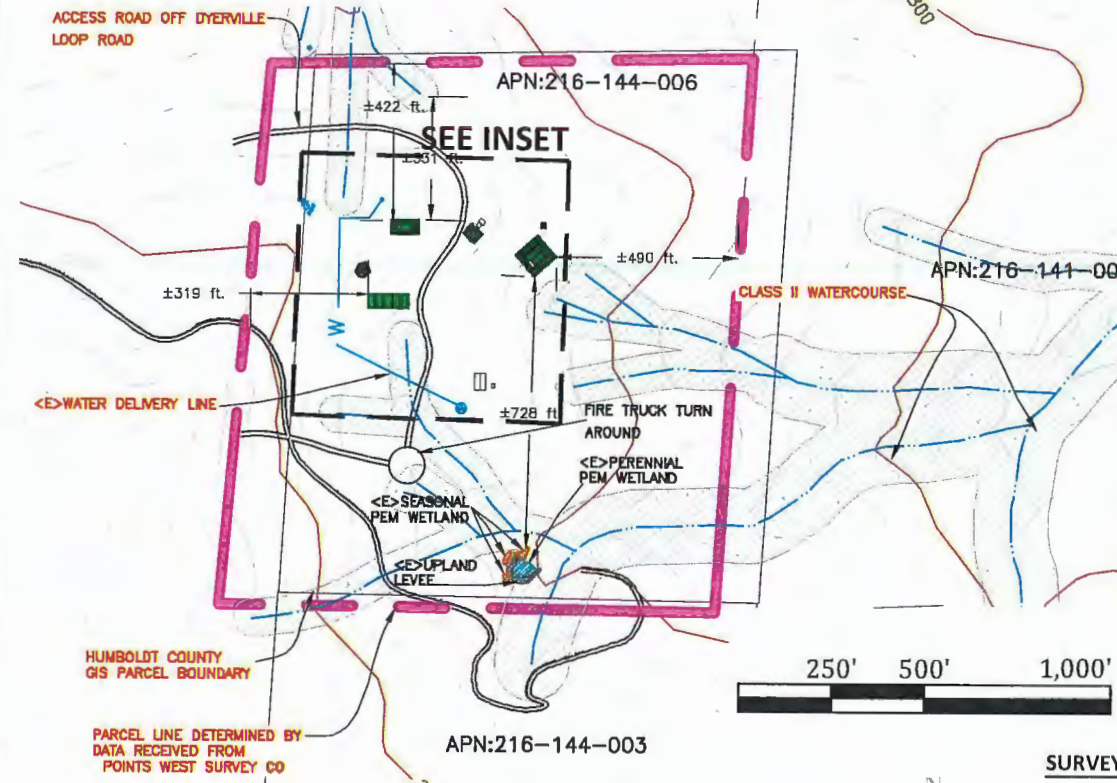 ACCESS ROAD OFF DYERVILLE
LOOP ROAD
300
APN:216-144-006
±422 ft.
SEE INSET
±331 ft.
±490 ft.
APN:216-141-00
±319 ft.
CLASS II WATERCOURSE
W
<E>WATER DELIVERY LINE
±728 ft
FIRE TRUCK TURN
AROUND
<E>PERENNIAL
PEM WETLAND
<E>SEASONAL
PEM WETLAND
<E>UPLAND
LEVEE
HUMBOLDT COUNTY
GIS PARCEL BOUNDARY
250' 500' 1,000'
PARCEL LINE DETERMINED BY
DATA RECEIVED FROM
POINTS WEST SURVEY CO
APN:216-144-003
SURVEY